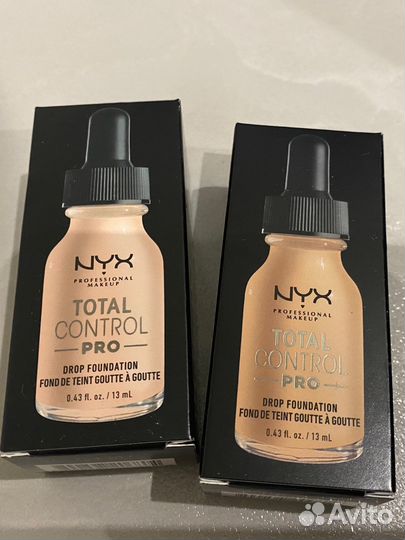 NYX
PROFESSIONAL
MAKEUP
TOTAL
CONTROL
PRO
DROP FOUNDATION
FOND DE TEINT GOUTTE À GOUTTE
0.43 fl. oz. / 13 mL
NYX
PROFESSIONAL
MAKEUP
TOTAL
CONTROL
PRO
DROP FOUNDATION
FOND DE TEINT GOUTTE À GOUTTE
0.43 fl. oz. / 13 mL
Avito